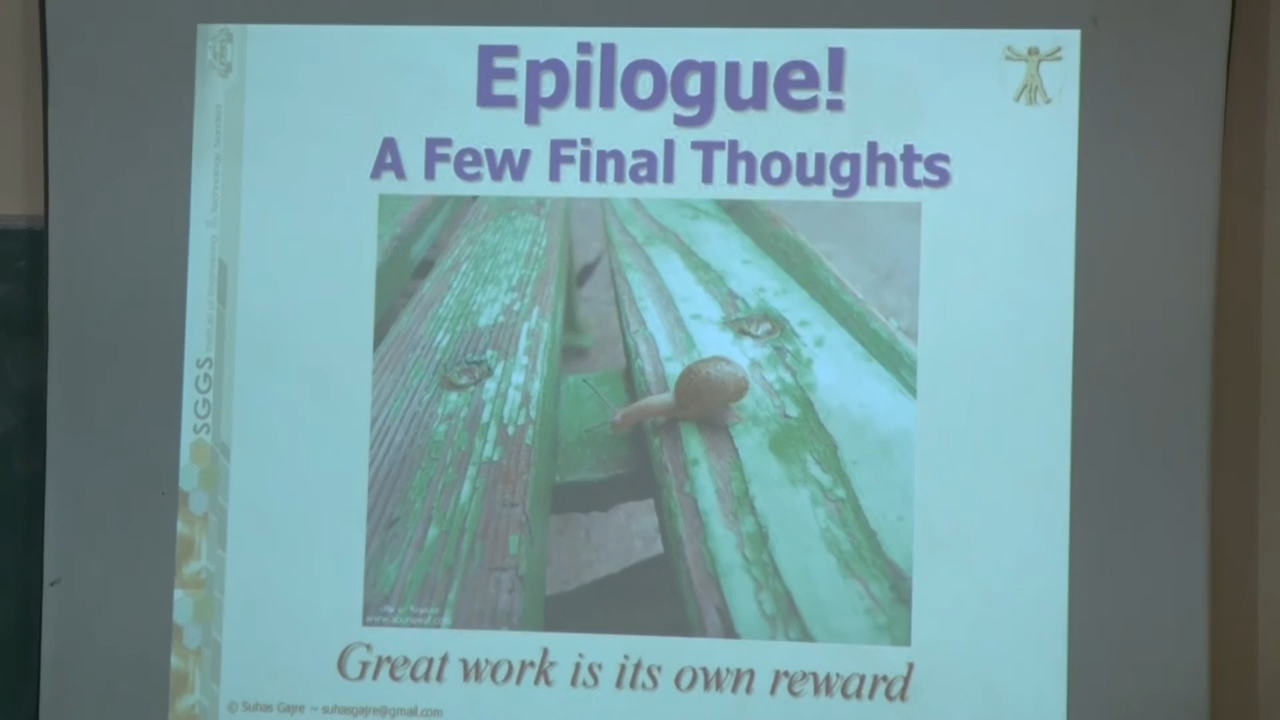 Epilogue!
A Few Final Thoughts
Great work is its own reward
© Suhas Gajre ~ suhasgajre@gmail.com
SGGS